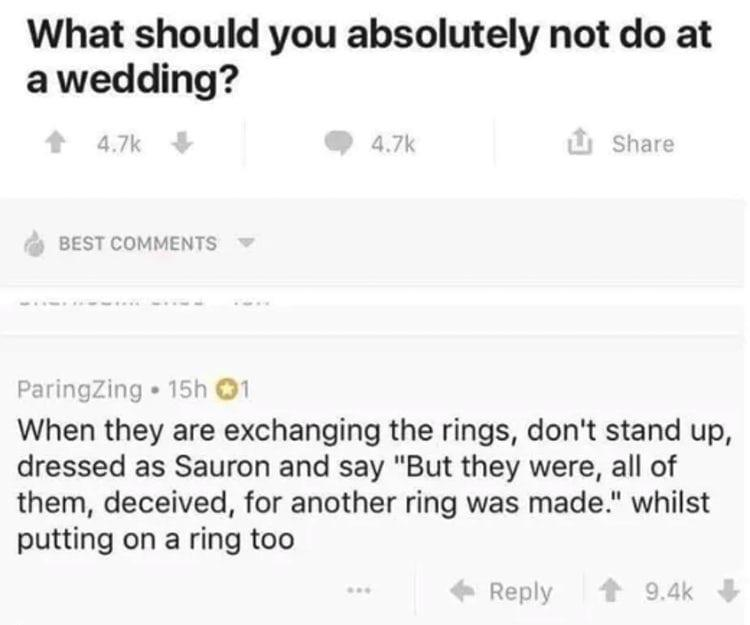 What should you absolutely not do at
a wedding?
4.7k 4.7k Share
BEST COMMENTS
ParingZing • 15h 1
When they are exchanging the rings, don't stand up,
dressed as Sauron and say "But they were, all of
them, deceived, for another ring was made." whilst
putting on a ring too
... Reply 9.4k